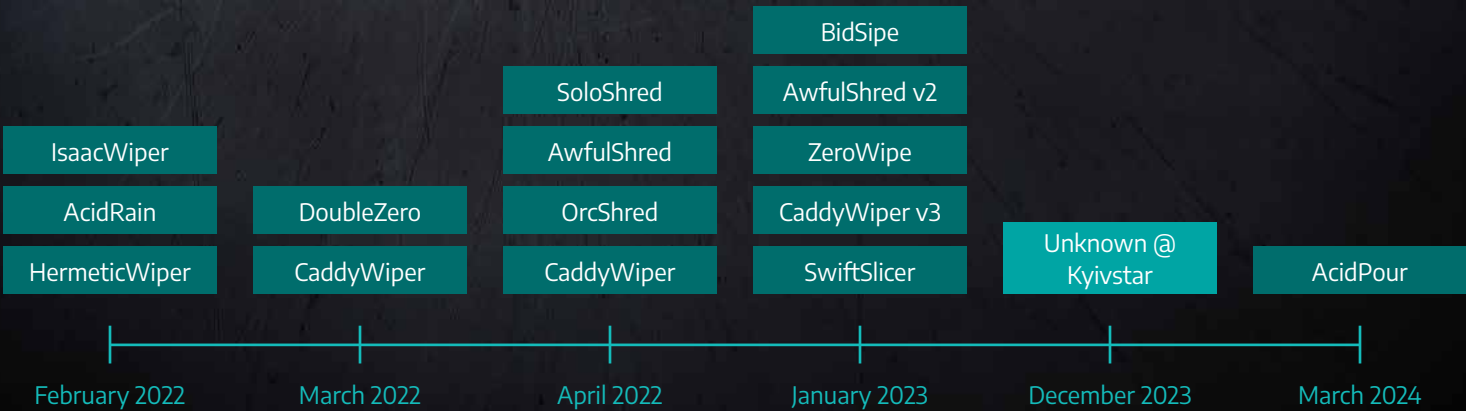 IsaacWiper
AcidRain
HermeticWiper
DoubleZero
CaddyWiper
SoloShred
AwfulShred
OrcShred
CaddyWiper
BidSipe
AwfulShred v2
ZeroWipe
CaddyWiper v3
SwiftSlicer
Unknown @
Kyivstar
AcidPour
February 2022
March 2022
April 2022
January 2023
December 2023
March 2024